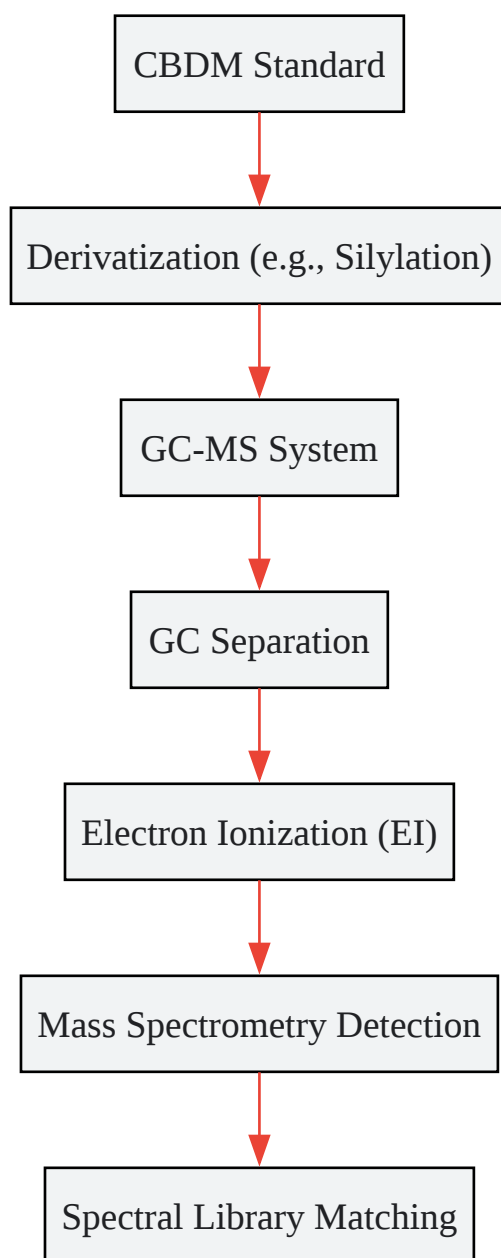 CBDM Standard
Derivatization (e.g., Silylation)
GC-MS System
GC Separation
Electron Ionization (EI)
Mass Spectrometry Detection
Spectral Library Matching